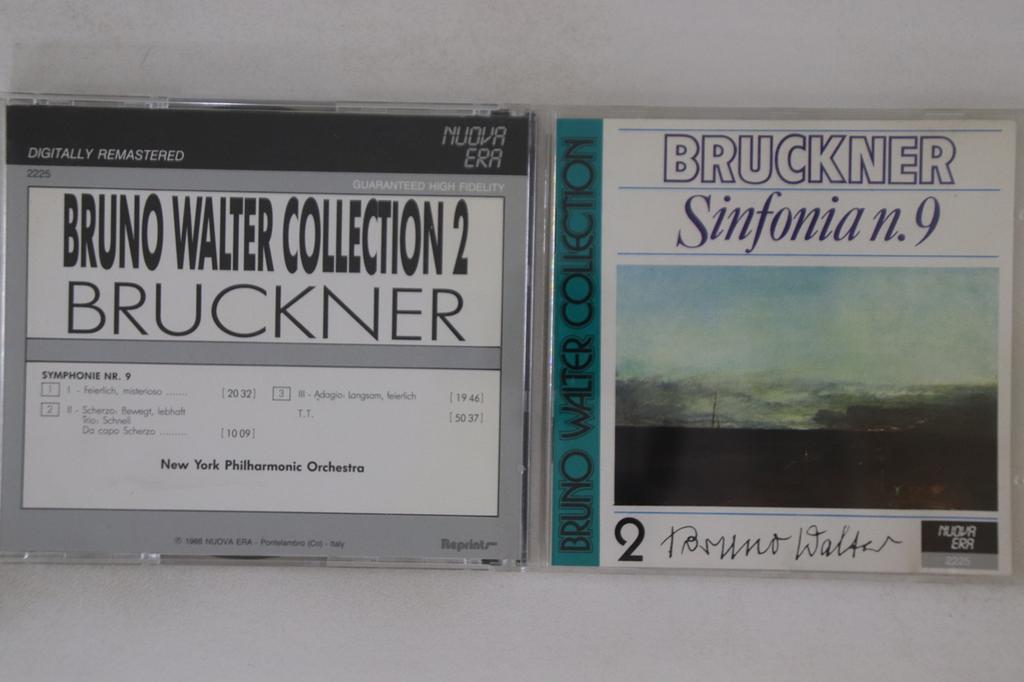 DIGITALLY REMASTERED
NUOVA
ERA
2225
GUARANTEED HIGH FIDELITY
BRUNO WALTER COLLECTION 2
BRUCKNER
SYMPHONIE NR. 9
1 I - Feierlich, misterioso ....... [20 32]
2 II - Scherzo: Bewegt, lebhaft
Trio: Schnell
Da capo Scherzo ......... [10 09]
3 III - Adagio: Langsam, feierlich [19 46]
T.T. [50 37]
New York Philharmonic Orchestra
℗ 1988 NUOVA ERA - Pontelambro (Co) - Italy
Reprints
BRUNO WALTER COLLECTION
BRUCKNER
Sinfonia n. 9
2 Bruno Walter
NUOVA
ERA
2225